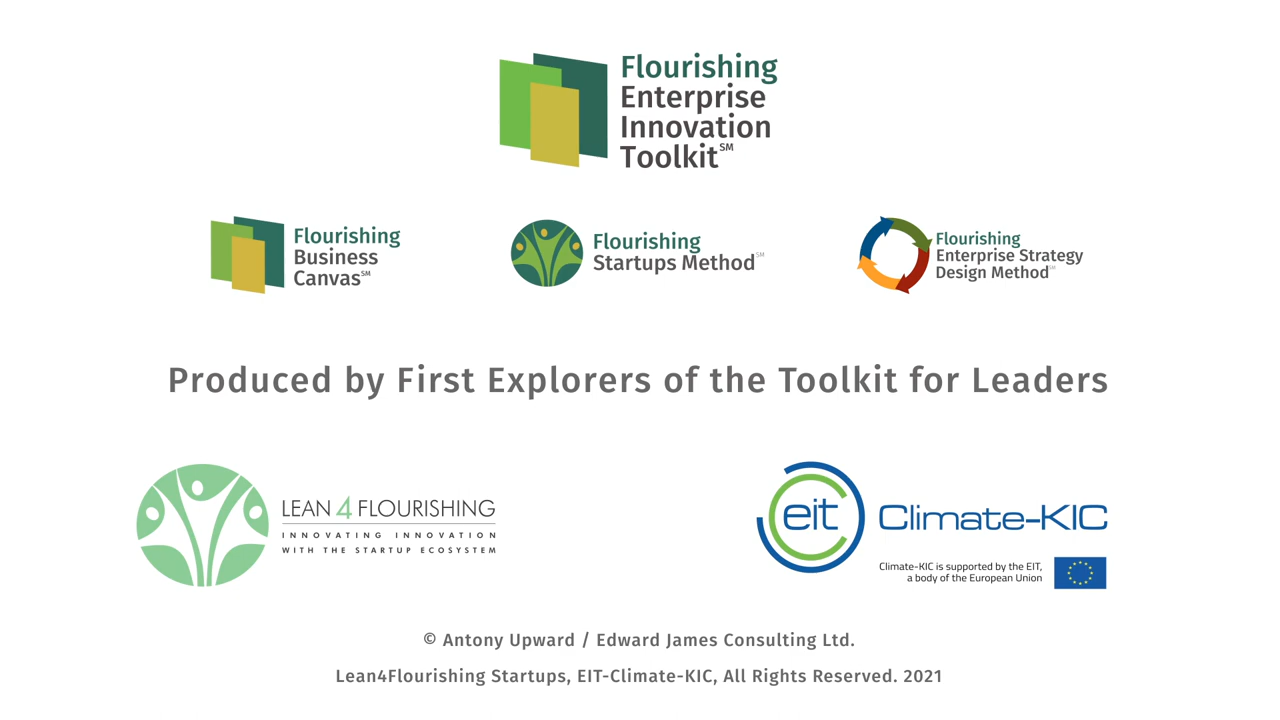 Flourishing
Enterprise
Innovation
Toolkit℠
Flourishing
Business
Canvas℠
Flourishing
Startups Method℠
Flourishing
Enterprise Strategy
Design Method℠
Produced by First Explorers of the Toolkit for Leaders
LEAN 4 FLOURISHING
INNOVATING INNOVATION
WITH THE STARTUP ECOSYSTEM
eit
Climate-KIC
Climate-KIC is supported by the EIT,
a body of the European Union
© Antony Upward / Edward James Consulting Ltd.
Lean4Flourishing Startups, EIT-Climate-KIC, All Rights Reserved. 2021